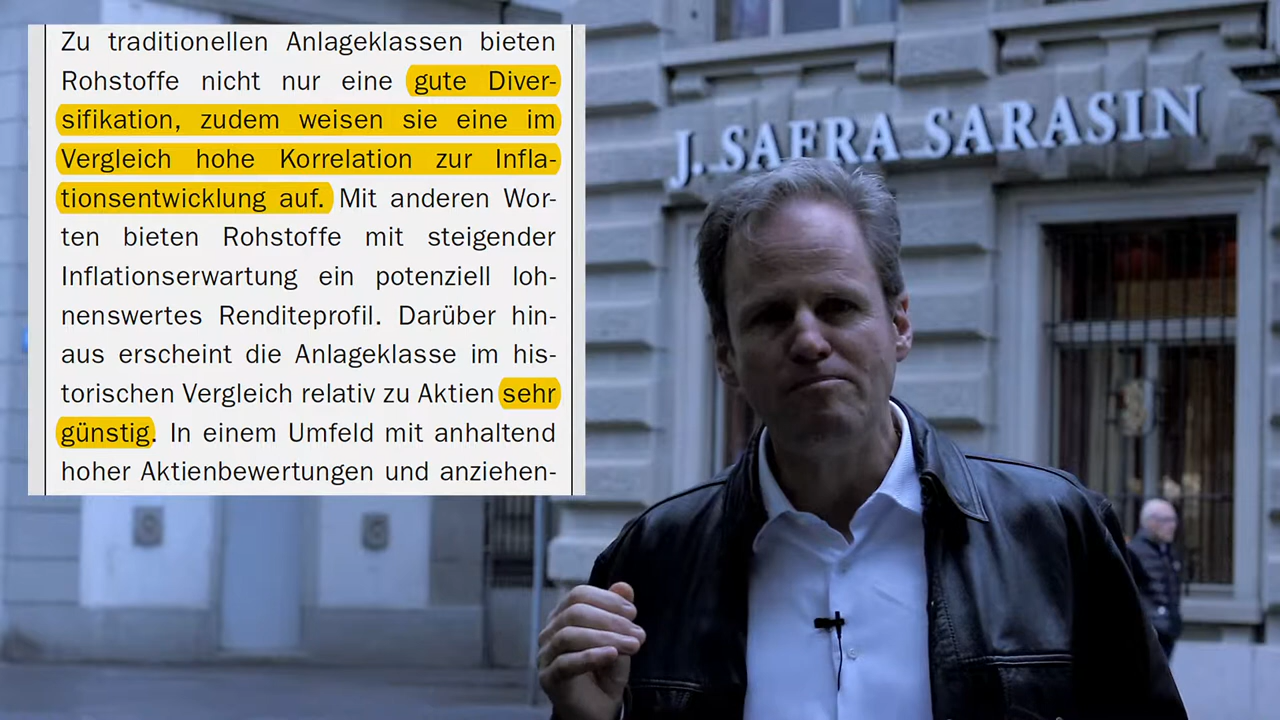 Zu traditionellen Anlageklassen bieten
Rohstoffe nicht nur eine gute Diver-
sifikation, zudem weisen sie eine im
Vergleich hohe Korrelation zur Infla-
tionsentwicklung auf. Mit anderen Wor-
ten bieten Rohstoffe mit steigender
Inflationserwartung ein potenziell loh-
nenswertes Renditeprofil. Darüber hin-
aus erscheint die Anlageklasse im his-
torischen Vergleich relativ zu Aktien sehr
günstig. In einem Umfeld mit anhaltend
hoher Aktienbewertungen und anziehen-
J. SAFRA SARASIN